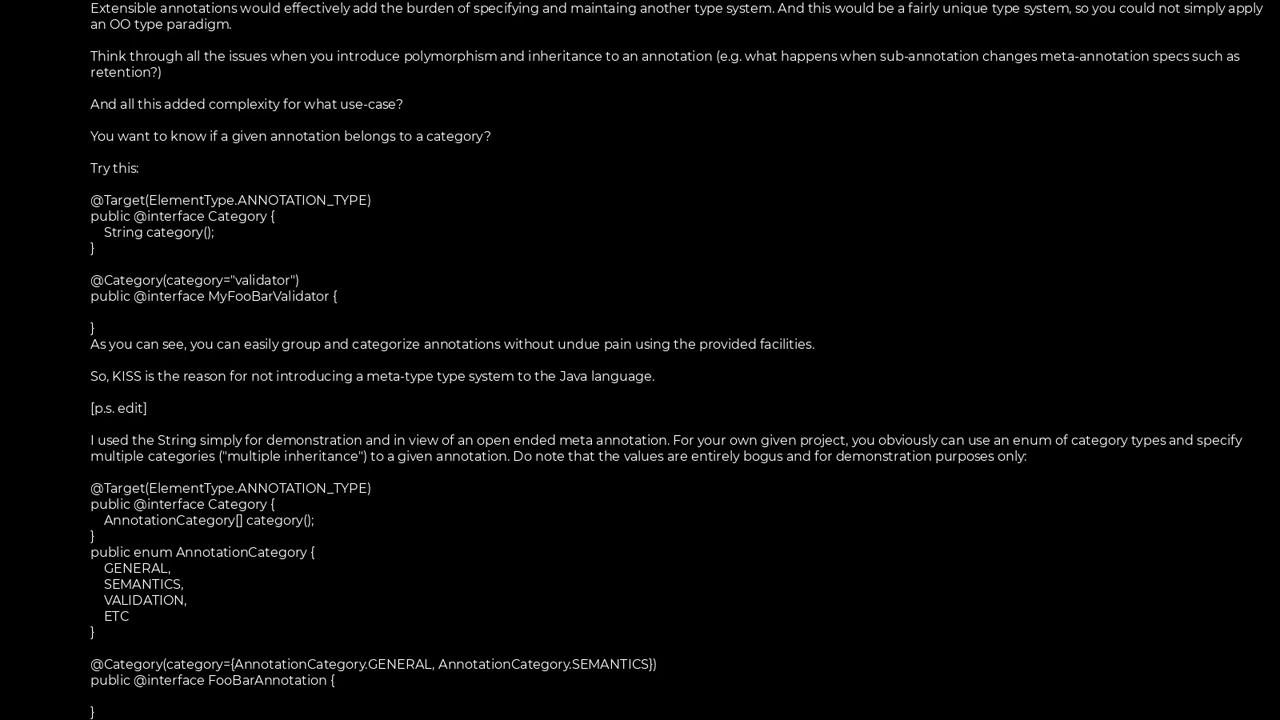 Extensible annotations would effectively add the burden of specifying and maintaing another type system. And this would be a fairly unique type system, so you could not simply apply
an OO type paradigm.
Think through all the issues when you introduce polymorphism and inheritance to an annotation (e.g. what happens when sub-annotation changes meta-annotation specs such as
retention?)
And all this added complexity for what use-case?
You want to know if a given annotation belongs to a category?
Try this:
@Target(ElementType.ANNOTATION_TYPE)
public @interface Category {
    String category();
}
@Category(category="validator")
public @interface MyFooBarValidator {
}
As you can see, you can easily group and categorize annotations without undue pain using the provided facilities.
So, KISS is the reason for not introducing a meta-type type system to the Java language.
[p.s. edit]
I used the String simply for demonstration and in view of an open ended meta annotation. For your own given project, you obviously can use an enum of category types and specify
multiple categories ("multiple inheritance") to a given annotation. Do note that the values are entirely bogus and for demonstration purposes only:
@Target(ElementType.ANNOTATION_TYPE)
public @interface Category {
    AnnotationCategory[] category();
}
public enum AnnotationCategory {
    GENERAL,
    SEMANTICS,
    VALIDATION,
    ETC
}
@Category(category={AnnotationCategory.GENERAL, AnnotationCategory.SEMANTICS})
public @interface FooBarAnnotation {
}